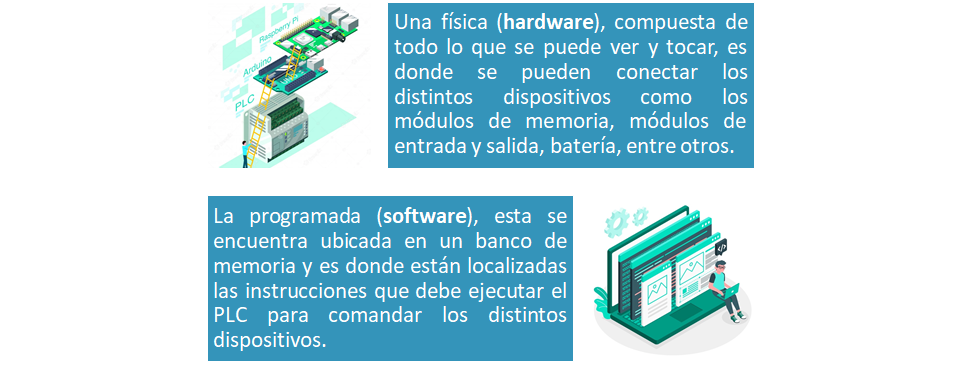 Raspberry Pi
Arduino
PLC
Una física (hardware), compuesta de
todo lo que se puede ver y tocar, es
donde se pueden conectar los
distintos dispositivos como los
módulos de memoria, módulos de
entrada y salida, batería, entre otros.
La programada (software), esta se
encuentra ubicada en un banco de
memoria y es donde están localizadas
las instrucciones que debe ejecutar el
PLC para comandar los distintos
dispositivos.